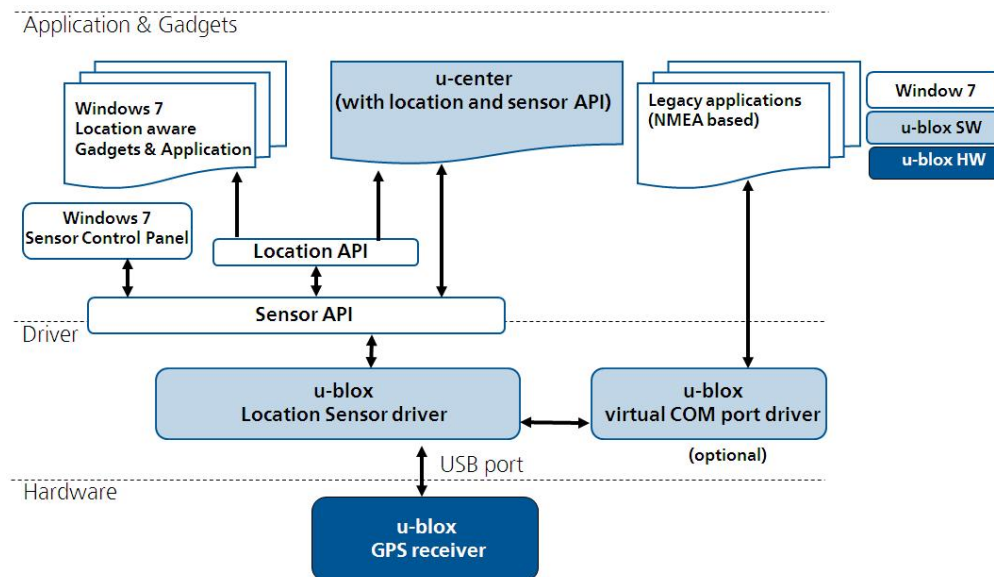 Application & Gadgets
Windows 7
Location aware
Gadgets & Application
u-center
(with location and sensor API)
Legacy applications
(NMEA based)
Window 7
u-blox SW
u-blox HW
Windows 7
Sensor Control Panel
Location API
Sensor API
Driver
u-blox
Location Sensor driver
u-blox
virtual COM port driver
(optional)
USB port
Hardware
u-blox
GPS receiver